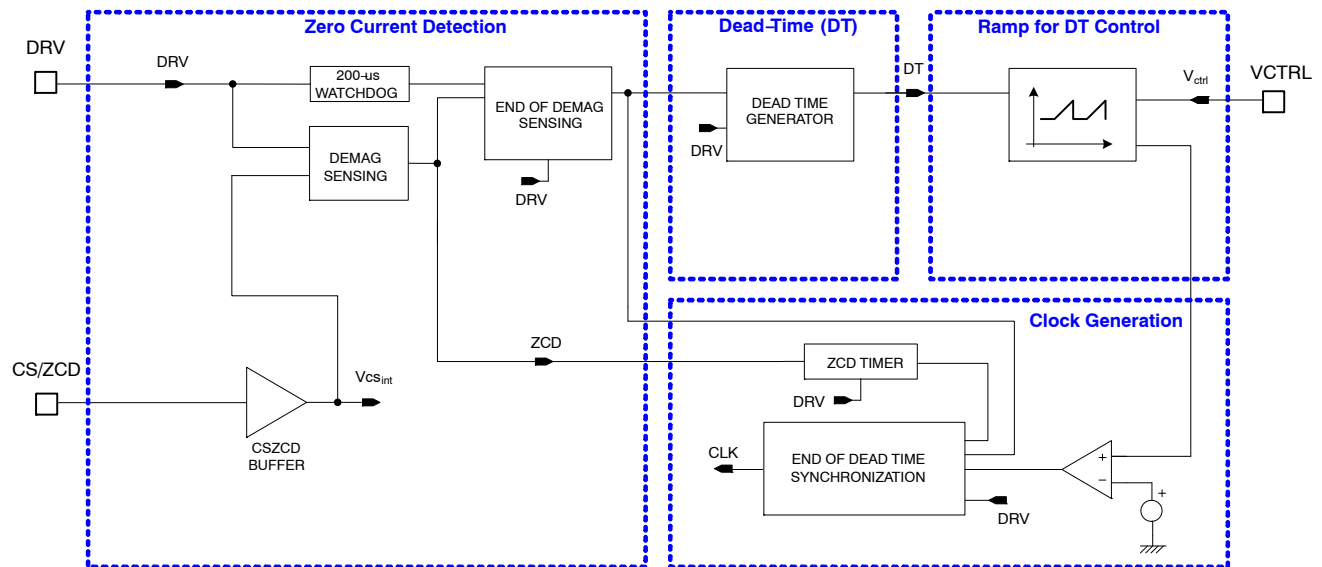 Zero Current Detection
Dead-Time (DT)
Ramp for DT Control
DRV
DRV
200-us
WATCHDOG
END OF DEMAG
SENSING
DRV
DEMAG
SENSING
DEAD TIME
GENERATOR
DRV
DT
Vctrl
VCTRL
Clock Generation
ZCD
ZCD TIMER
DRV
CS/ZCD
Vcsint
CSZCD
BUFFER
CLK
END OF DEAD TIME
SYNCHRONIZATION
DRV
+
−
+